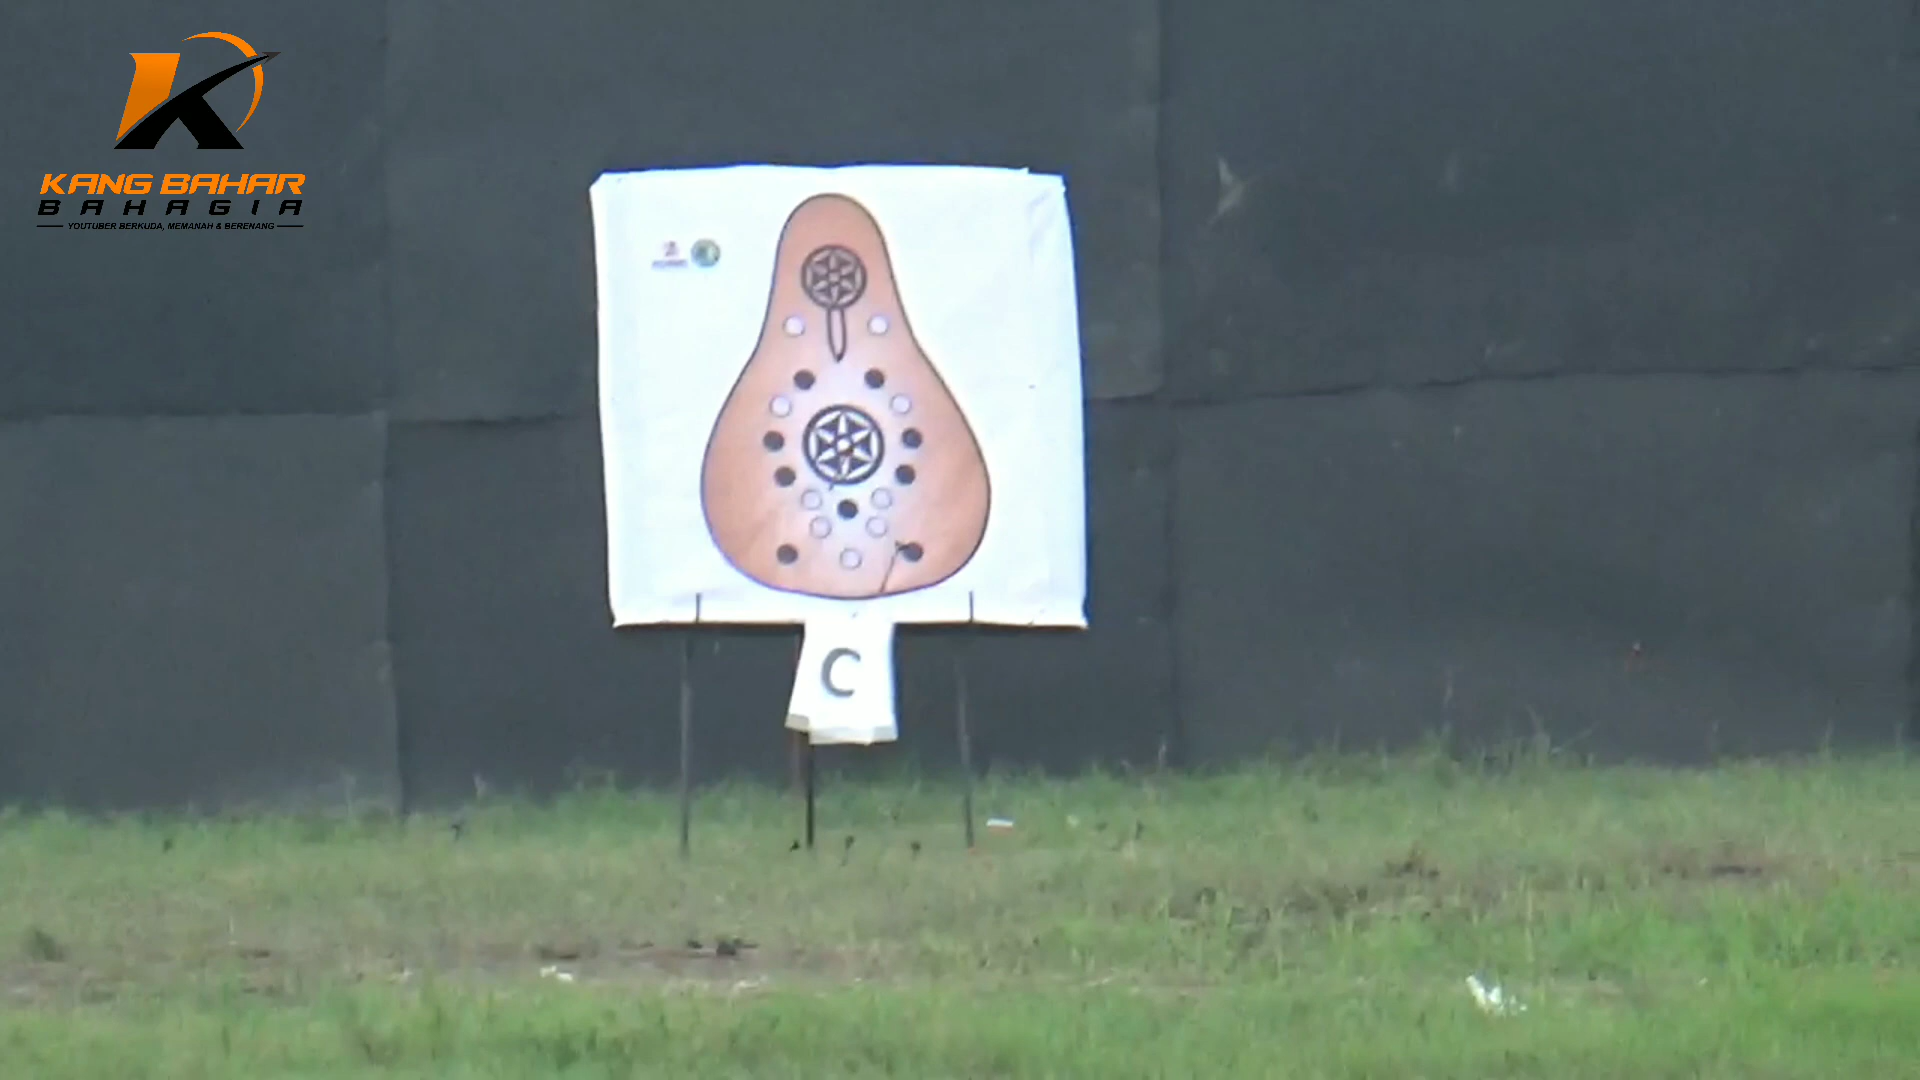 KANG BAHAR
BAHAGIA
YOUTUBER BERKUDA, MEMANAH & BERENANG
C